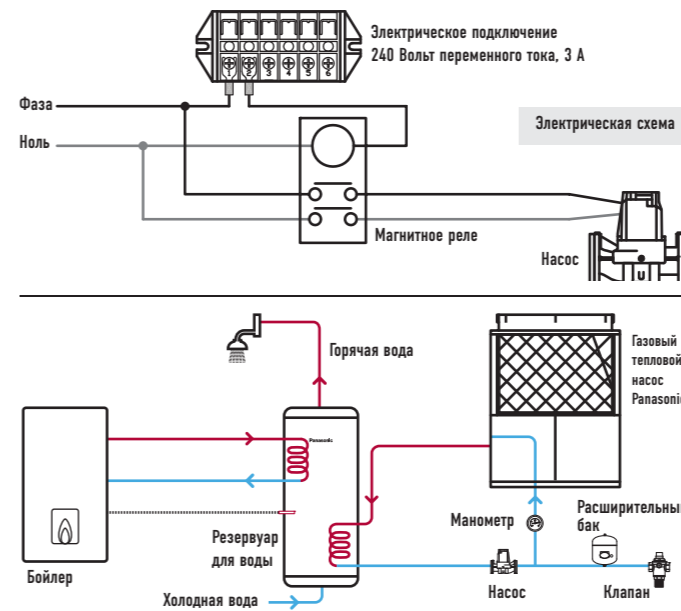 Электрическое подключение
240 Вольт переменного тока, 3 А
1 2 3 4 5 6
Фаза
Ноль
Электрическая схема
Магнитное реле
Насос
Горячая вода
Газовый
тепловой
насос
Panasonic
Panasonic
Манометр
Расширительный
бак
Резервуар
для воды
Бойлер
Насос
Клапан
Холодная вода